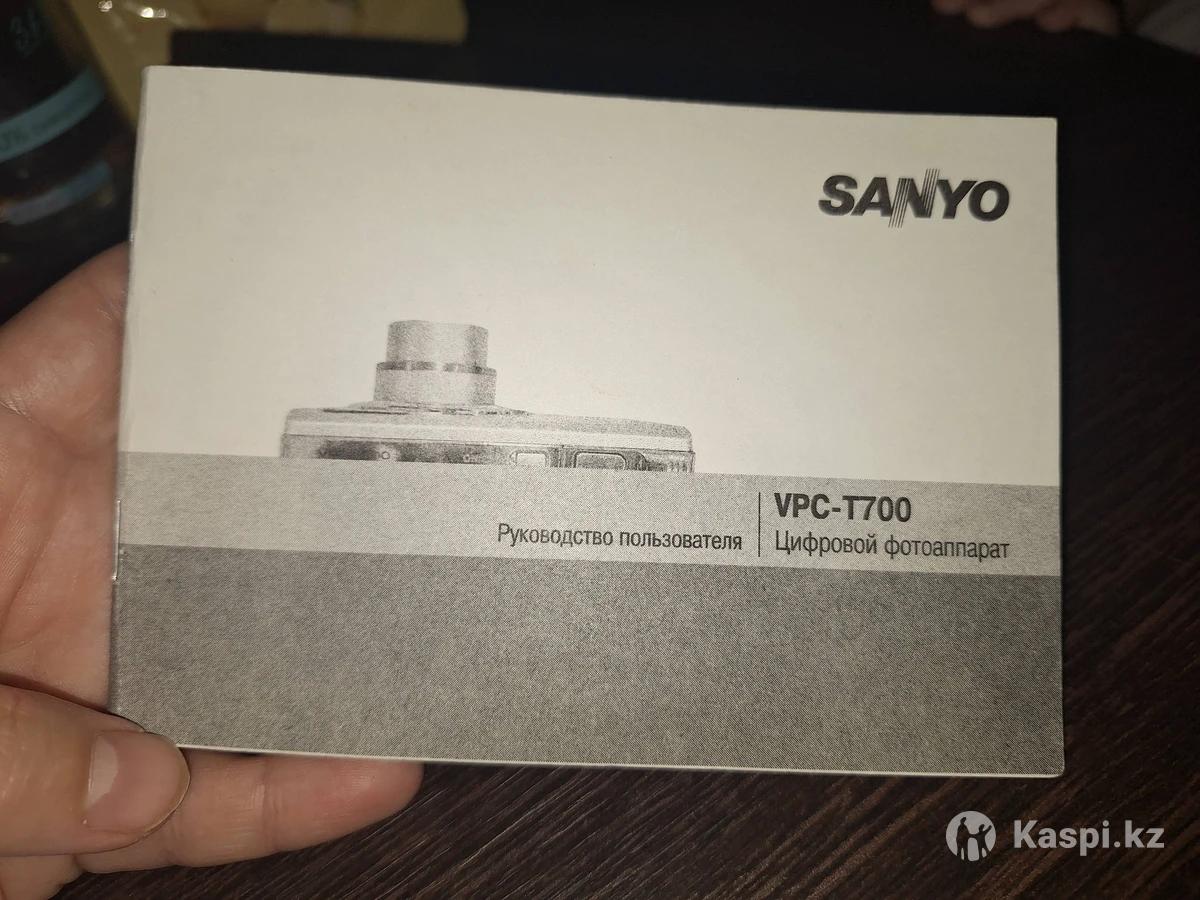 SANYO
VPC-T700
Руководство пользователя
Цифровой фотоаппарат
Kaspi.kz